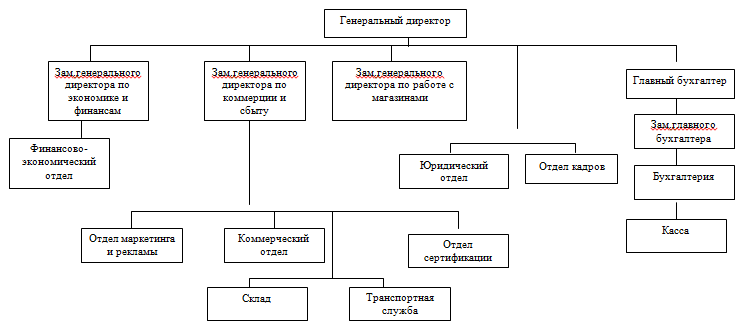 Генеральный директор
Зам.генерального
директора по
экономике и
финансам
Зам.генерального
директора по
коммерции и
сбыту
Зам.генерального
директора по работе с
магазинами
Главный бухгалтер
Зам.главного
бухгалтера
Финансово-
экономический
отдел
Юридический
отдел
Отдел кадров
Бухгалтерия
Касса
Отдел маркетинга
и рекламы
Коммерческий
отдел
Отдел
сертификации
Склад
Транспортная
служба